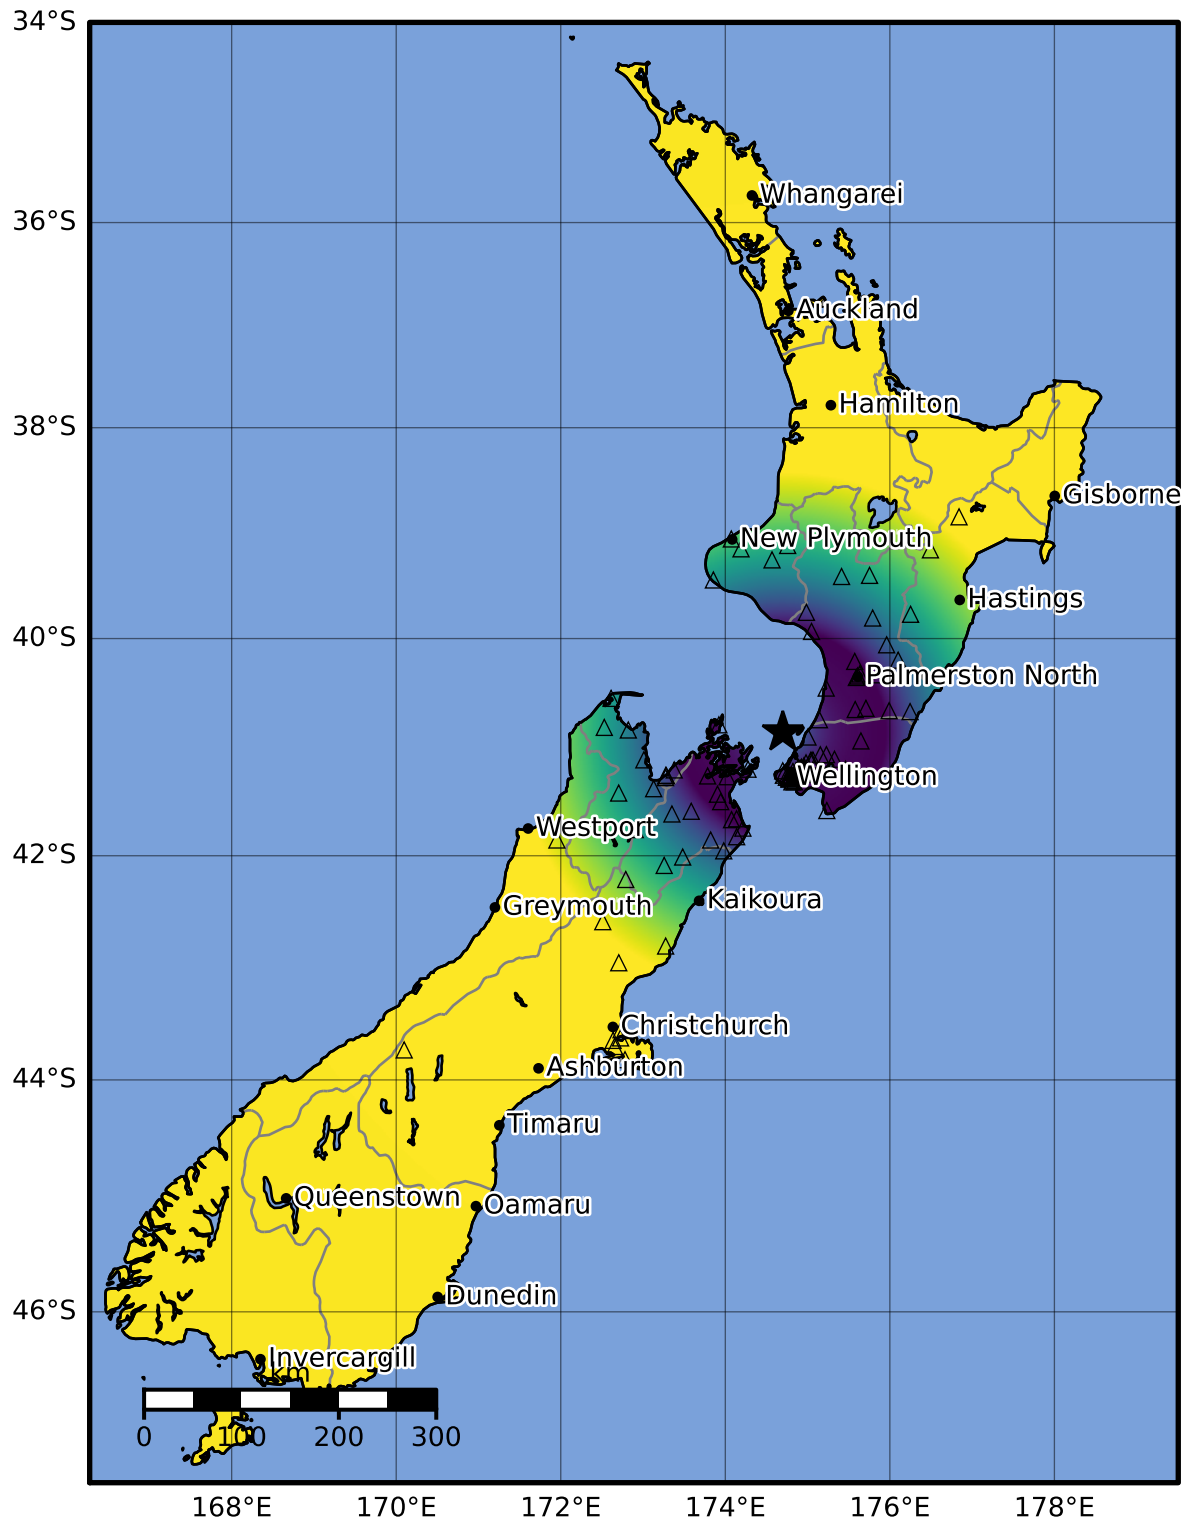 34°S
Whangarei
36°S
Auckland
Hamilton
38°S
Gisborne
New Plymouth
Hastings
40°S
Palmerston North
Wellington
Westport
42°S
Kaikoura
Greymouth
Christchurch
Ashburton
44°S
Timaru
Queenstown
Oamaru
Dunedin
46°S
Invercargill
km
0 100 200 300
168°E 170°E 172°E 174°E 176°E 178°E